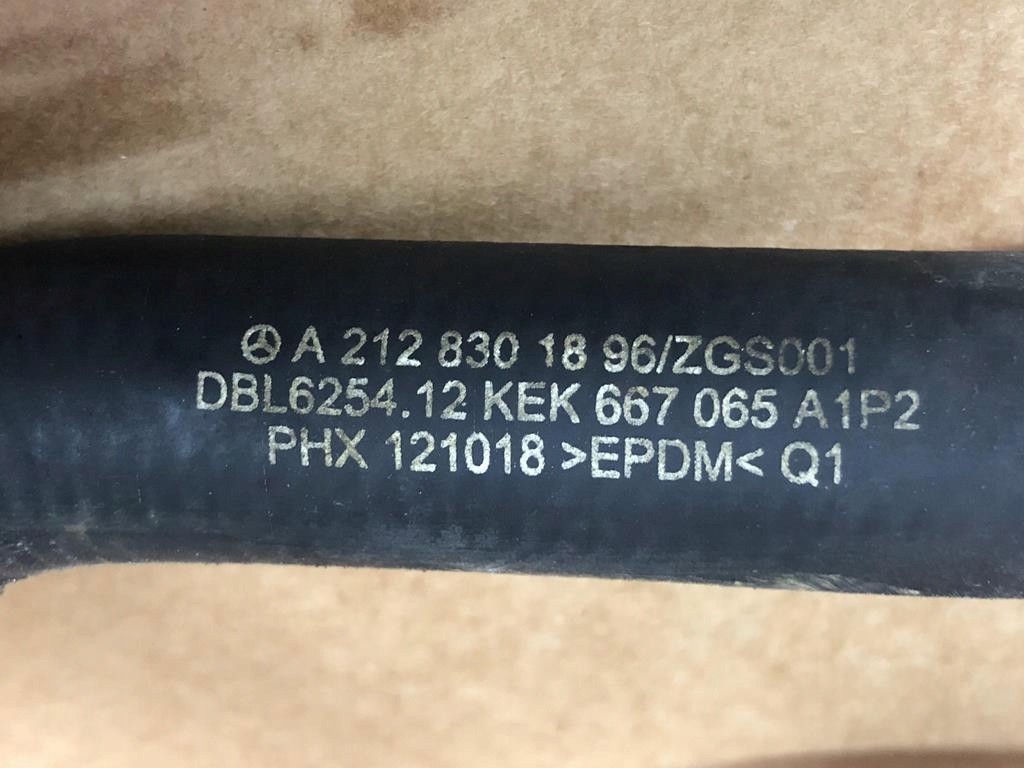 A 212 830 18 96/ZGS001
DBL6254.12 KEK 667 065 A1P2
PHX 121018 >EPDM< Q1